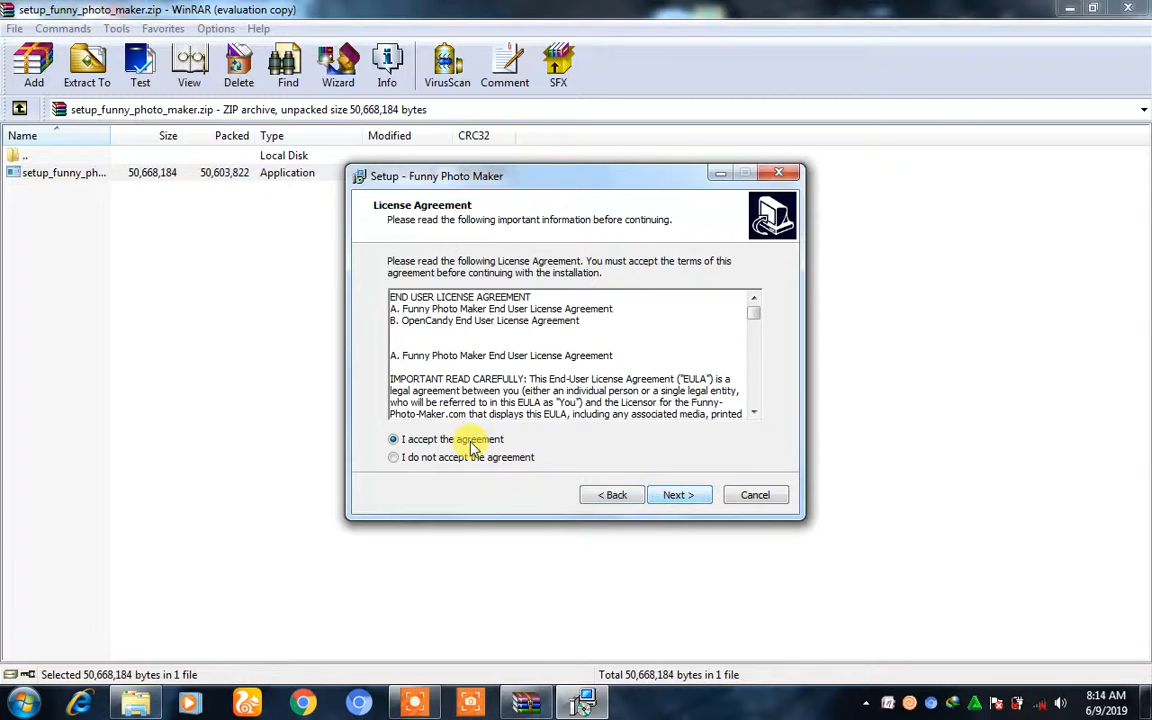 setup_funny_photo_maker.zip - WinRAR (evaluation copy)
File Commands Tools Favorites Options Help
Add Extract To Test View Delete Find Wizard Info VirusScan Comment SFX
setup_funny_photo_maker.zip - ZIP archive, unpacked size 50,668,184 bytes
Name Size Packed Type Modified CRC32
.. Local Disk
setup_funny_ph... 50,668,184 50,603,822 Application
Setup - Funny Photo Maker
License Agreement
Please read the following important information before continuing.
Please read the following License Agreement. You must accept the terms of this
agreement before continuing with the installation.
END USER LICENSE AGREEMENT
A. Funny Photo Maker End User License Agreement
B. OpenCandy End User License Agreement
A. Funny Photo Maker End User License Agreement
IMPORTANT READ CAREFULLY: This End-User License Agreement ("EULA") is a
legal agreement between you (either an individual person or a single legal entity,
who will be referred to in this EULA as "You") and the Licensor for the Funny-
Photo-Maker.com that displays this EULA, including any associated media, printed
I accept the agreement
I do not accept the agreement
< Back Next > Cancel
Selected 50,668,184 bytes in 1 file Total 50,668,184 bytes in 1 file
8:14 AM
6/9/2019